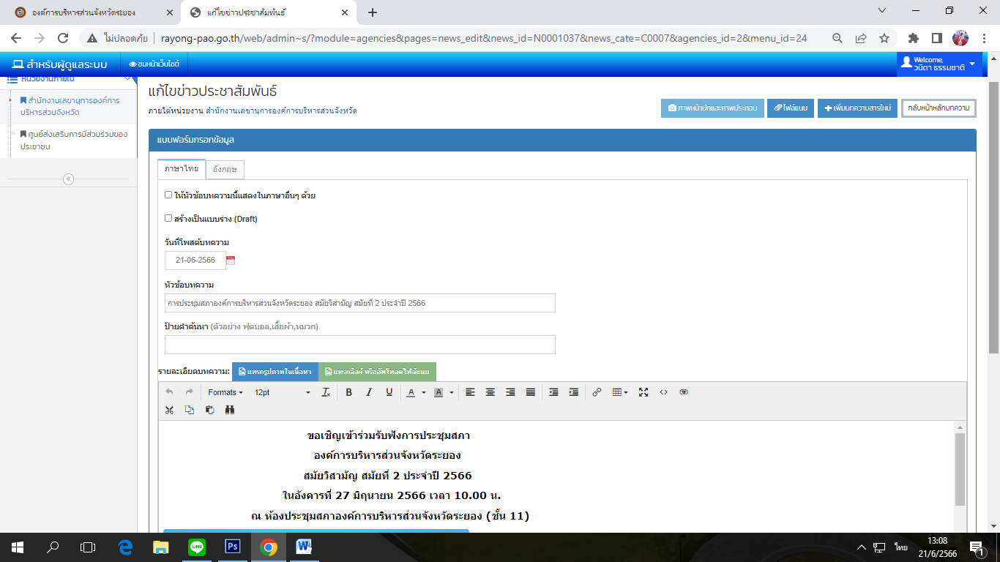 องค์การบริหารส่วนจังหวัดระยอง
แก้ไขข่าวประชาสัมพันธ์
ไม่ปลอดภัย
rayong-pao.go.th/web/admin~s/?module=agencies&pages=news_edit&news_id=N0001037&news_cate=C0007&agencies_id=2&menu_id=24
สำหรับผู้ดูแลระบบ
ชมหน้าเว็บไซต์
Welcome,
วนิดา ธรรมชาติ
หน่วยงานภายใน
สำนักงานเลขานุการองค์การ
บริหารส่วนจังหวัด
ศูนย์ส่งเสริมการมีส่วนร่วมของ
ประชาชน
แก้ไขข่าวประชาสัมพันธ์
ภายใต้หน่วยงาน สำนักงานเลขานุการองค์การบริหารส่วนจังหวัด
ภาพหน้าปกและภาพประกอบ
ไฟล์แนบ
เพิ่มบทความสารใหม่
กลับหน้าหลักบทความ
แบบฟอร์มกรอกข้อมูล
ภาษาไทย
อังกฤษ
ให้หัวข้อบทความนี้แสดงในภาษาอื่นๆ ด้วย
สร้างเป็นแบบร่าง (Draft)
วันที่โพสต์บทความ
21-06-2566
หัวข้อบทความ
การประชุมสภาองค์การบริหารส่วนจังหวัดระยอง สมัยวิสามัญ สมัยที่ 2 ประจำปี 2566
ป้ายคำค้นหา (ตัวอย่าง ฟุตบอล,เสื้อผ้า,หมวก)
รายละเอียดบทความ:
แทรกรูปภาพในเนื้อหา
แทรกลิงค์ หรืออัพโหลดไฟล์แนบ
Formats
12pt
B
I
U
A
A
ขอเชิญเข้าร่วมรับฟังการประชุมสภา
องค์การบริหารส่วนจังหวัดระยอง
สมัยวิสามัญ สมัยที่ 2 ประจำปี 2566
ในอังคารที่ 27 มิถุนายน 2566 เวลา 10.00 น.
ณ ห้องประชุมสภาองค์การบริหารส่วนจังหวัดระยอง (ชั้น 11)
LINE
Ps
W
ไทย
13:08
21/6/2566
1